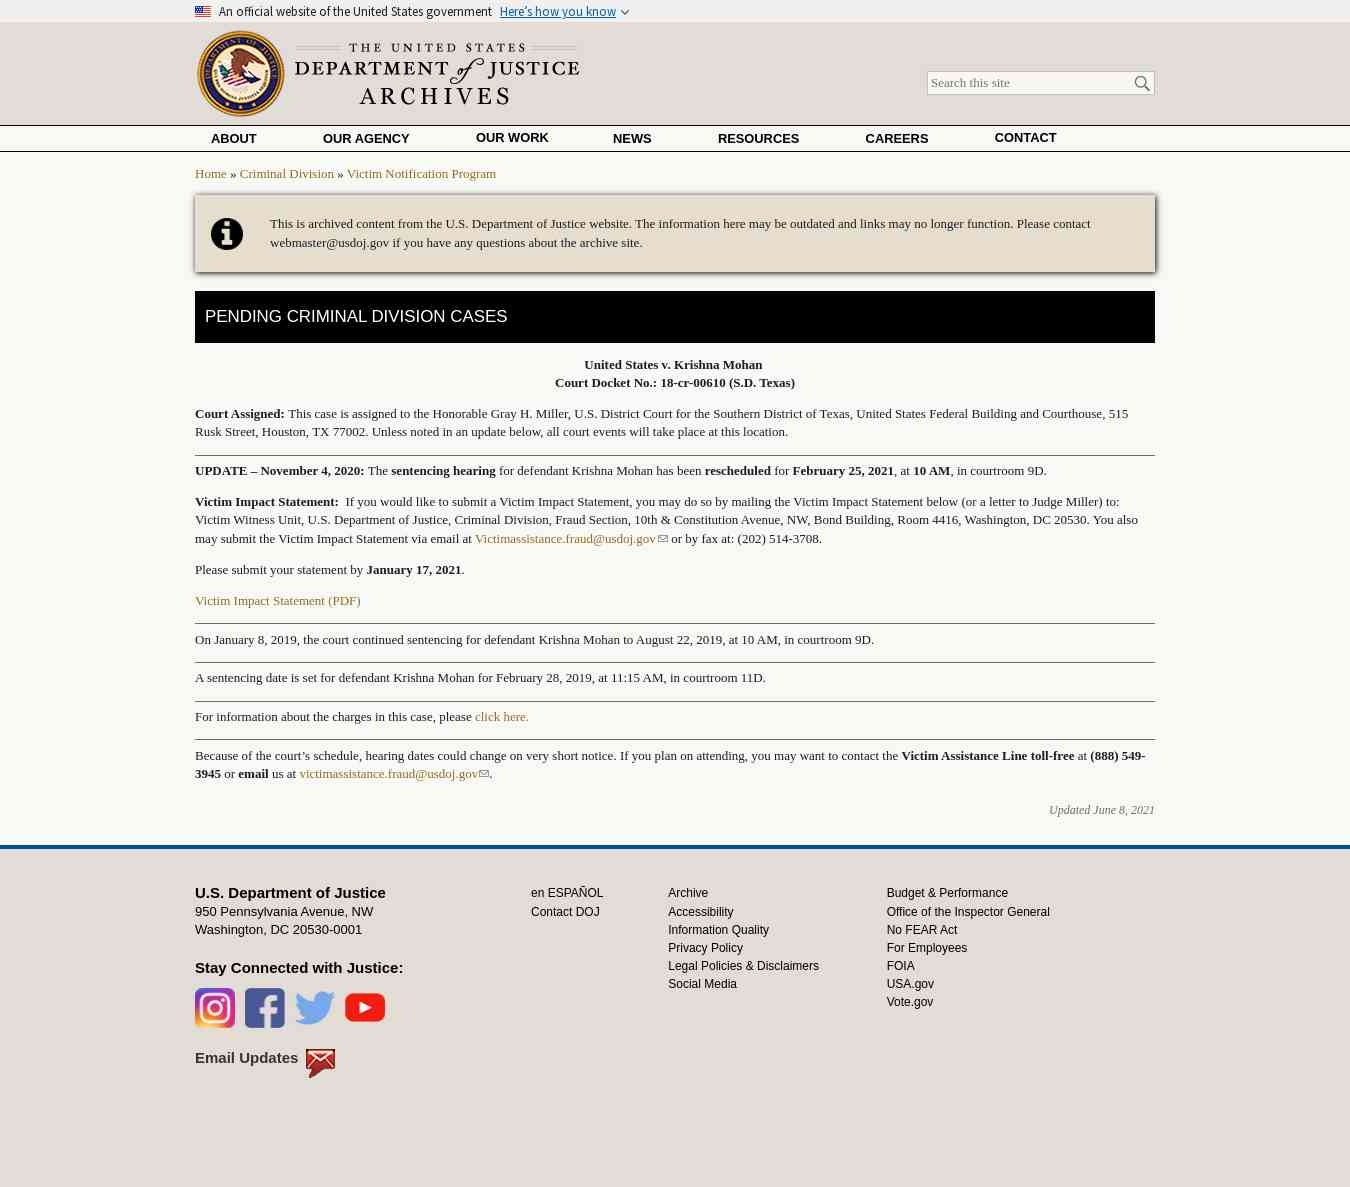 An official website of the United States government Here's how you know
THE UNITED STATES
DEPARTMENT of JUSTICE
ARCHIVES
Search this site
ABOUT OUR AGENCY OUR WORK NEWS RESOURCES CAREERS CONTACT
Home » Criminal Division » Victim Notification Program
This is archived content from the U.S. Department of Justice website. The information here may be outdated and links may no longer function. Please contact
webmaster@usdoj.gov if you have any questions about the archive site.
PENDING CRIMINAL DIVISION CASES
United States v. Krishna Mohan
Court Docket No.: 18-cr-00610 (S.D. Texas)
Court Assigned: This case is assigned to the Honorable Gray H. Miller, U.S. District Court for the Southern District of Texas, United States Federal Building and Courthouse, 515
Rusk Street, Houston, TX 77002. Unless noted in an update below, all court events will take place at this location.
UPDATE – November 4, 2020: The sentencing hearing for defendant Krishna Mohan has been rescheduled for February 25, 2021, at 10 AM, in courtroom 9D.
Victim Impact Statement: If you would like to submit a Victim Impact Statement, you may do so by mailing the Victim Impact Statement below (or a letter to Judge Miller) to:
Victim Witness Unit, U.S. Department of Justice, Criminal Division, Fraud Section, 10th & Constitution Avenue, NW, Bond Building, Room 4416, Washington, DC 20530. You also
may submit the Victim Impact Statement via email at Victimassistance.fraud@usdoj.gov or by fax at: (202) 514-3708.
Please submit your statement by January 17, 2021.
Victim Impact Statement (PDF)
On January 8, 2019, the court continued sentencing for defendant Krishna Mohan to August 22, 2019, at 10 AM, in courtroom 9D.
A sentencing date is set for defendant Krishna Mohan for February 28, 2019, at 11:15 AM, in courtroom 11D.
For information about the charges in this case, please click here.
Because of the court's schedule, hearing dates could change on very short notice. If you plan on attending, you may want to contact the Victim Assistance Line toll-free at (888) 549-
3945 or email us at victimassistance.fraud@usdoj.gov.
Updated June 8, 2021
U.S. Department of Justice
950 Pennsylvania Avenue, NW
Washington, DC 20530-0001
Stay Connected with Justice:
Email Updates
en ESPAÑOL
Contact DOJ
Archive
Accessibility
Information Quality
Privacy Policy
Legal Policies & Disclaimers
Social Media
Budget & Performance
Office of the Inspector General
No FEAR Act
For Employees
FOIA
USA.gov
Vote.gov